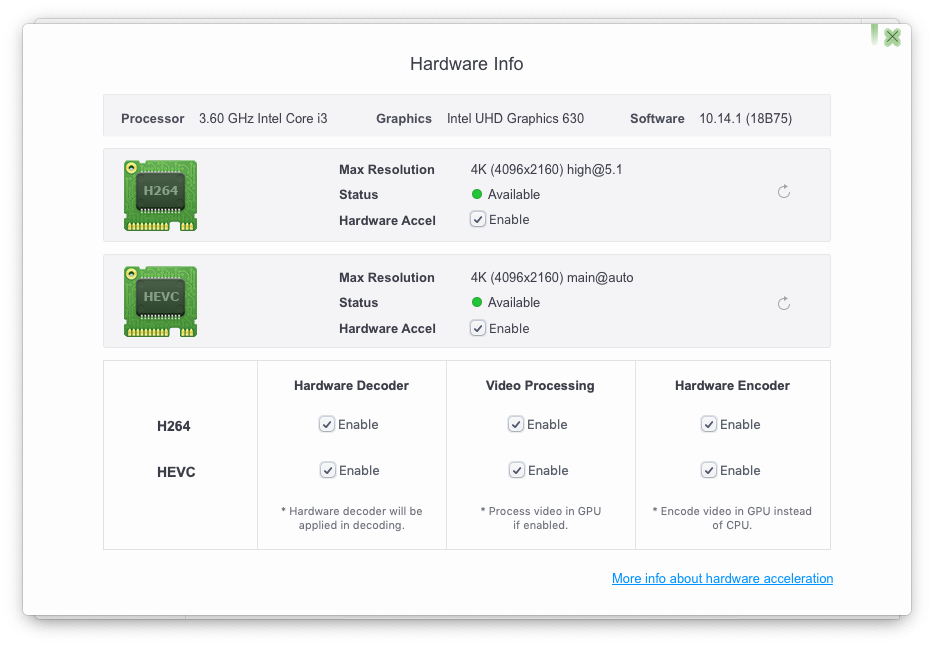 Hardware Info
Processor 3.60 GHz Intel Core i3 Graphics Intel UHD Graphics 630 Software 10.14.1 (18B75)
H264
Max Resolution 4K (4096x2160) high@5.1
Status Available
Hardware Accel Enable
HEVC
Max Resolution 4K (4096x2160) main@auto
Status Available
Hardware Accel Enable
Hardware Decoder Video Processing Hardware Encoder
H264 Enable Enable Enable
HEVC Enable Enable Enable
* Hardware decoder will be
applied in decoding.
* Process video in GPU
if enabled.
* Encode video in GPU instead
of CPU.
More info about hardware acceleration